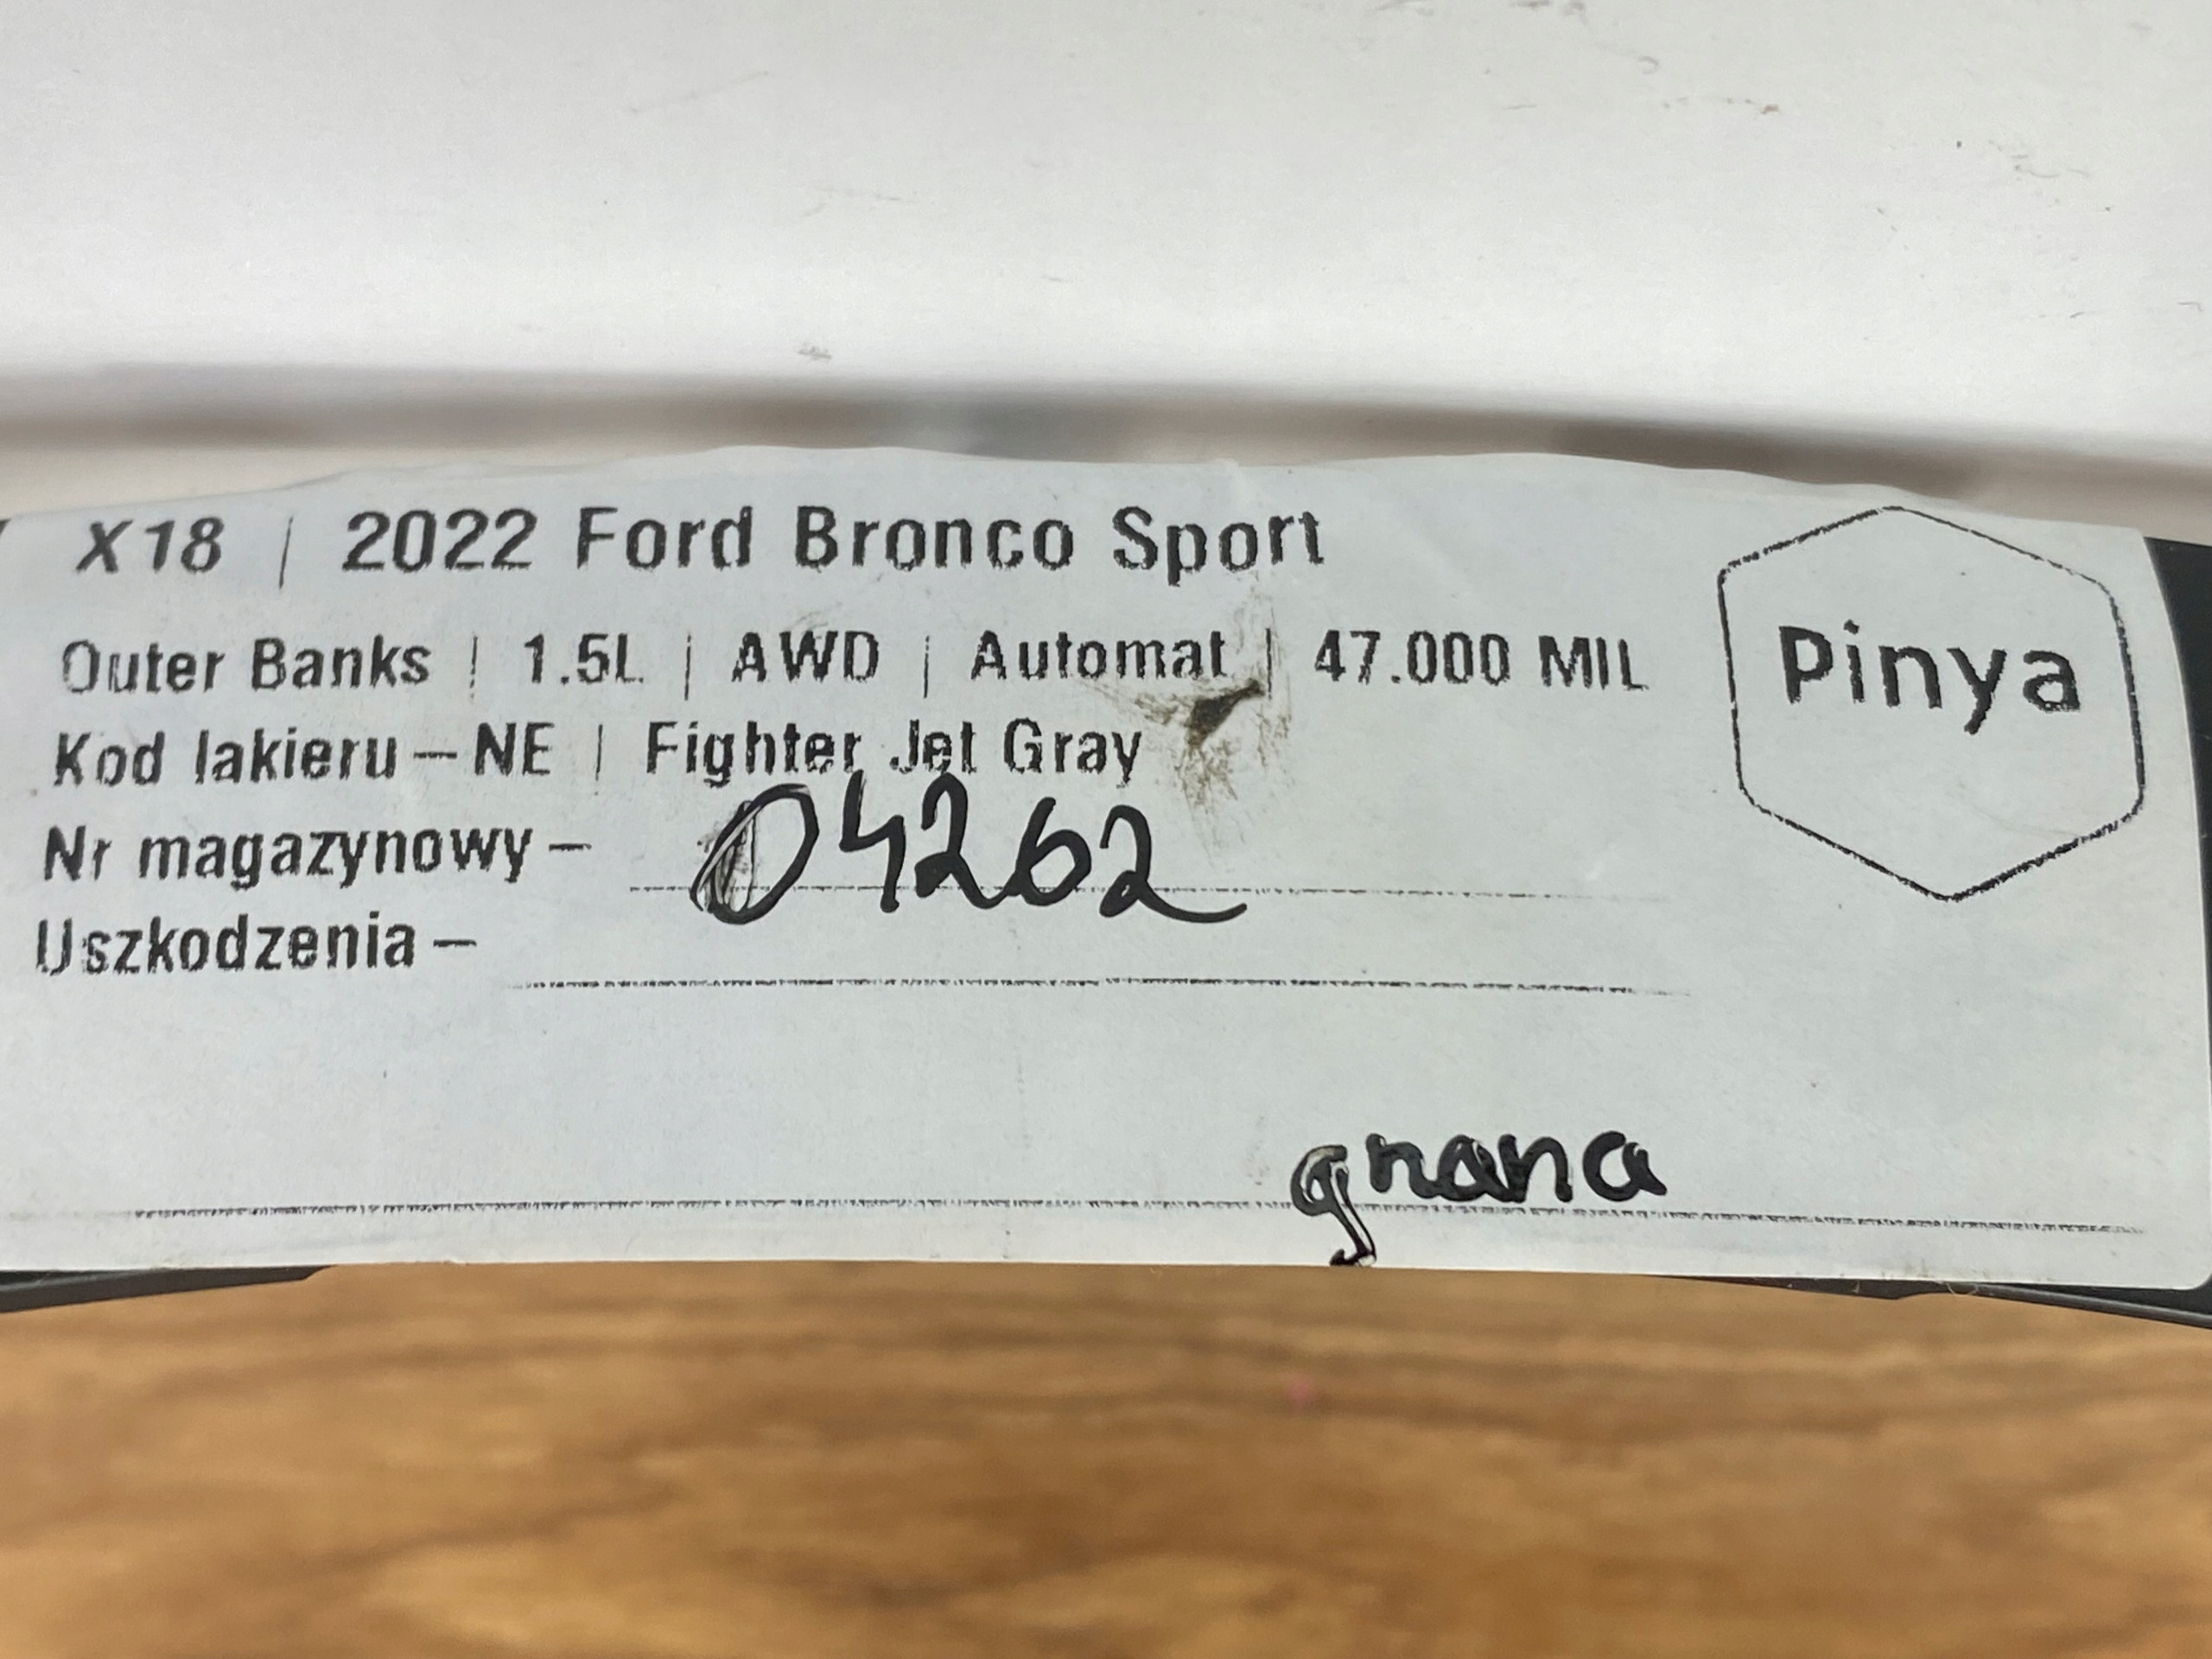 X18 | 2022 Ford Bronco Sport
Outer Banks | 1.5L | AWD | Automat | 47.000 MIL
Pinya
Kod lakieru – NE | Fighter Jet Gray
Nr magazynowy – 04262
Uszkodzenia –